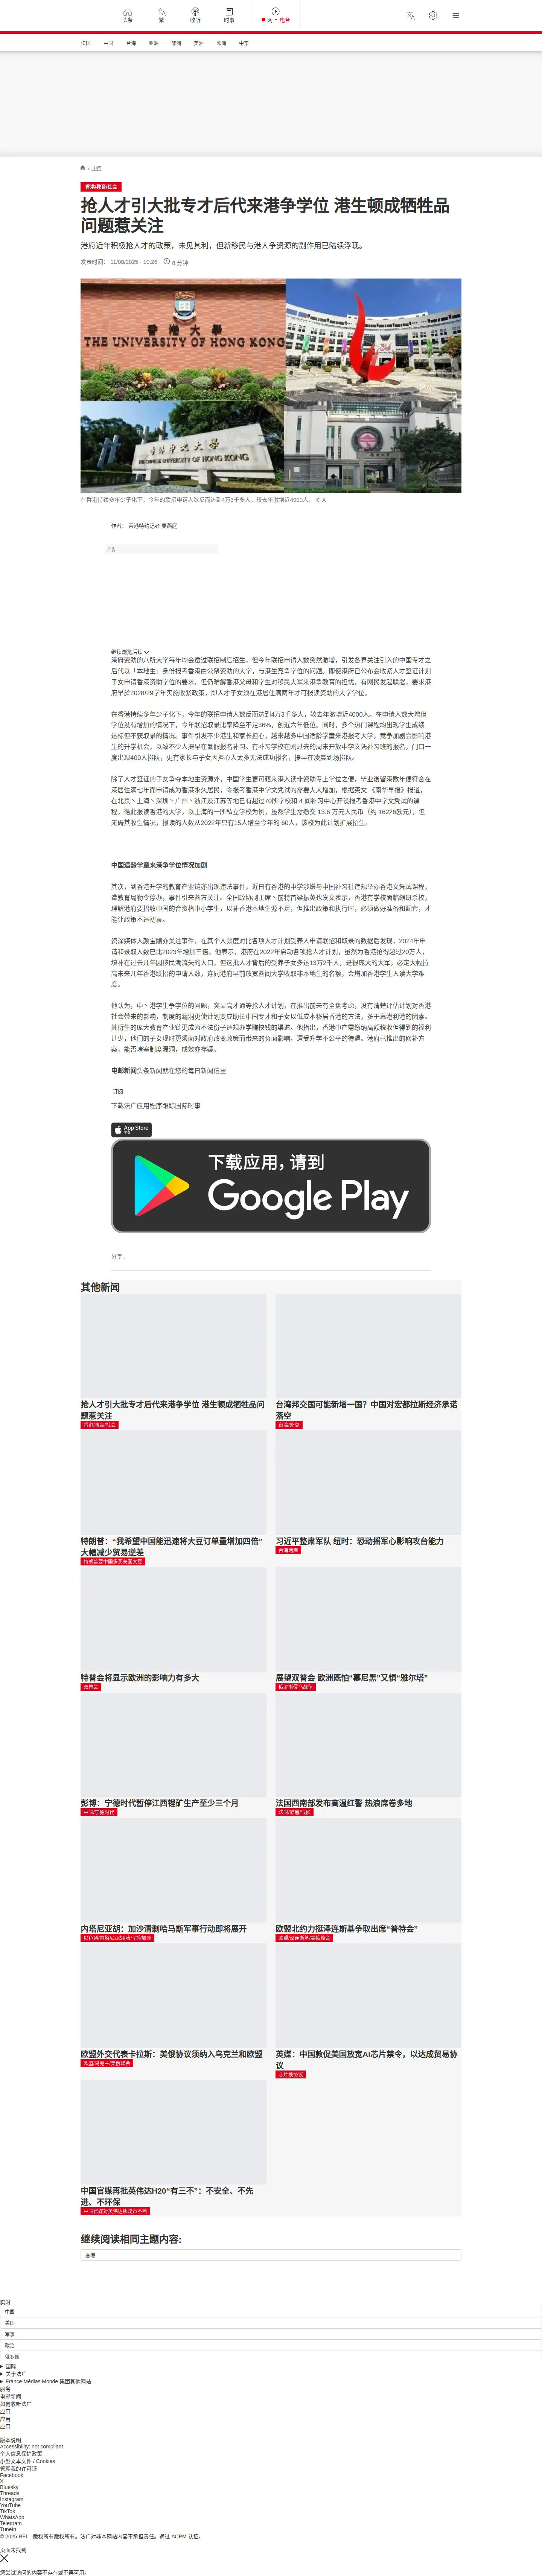 头条
繁
收听
时事
网上 电台
法国
中国
台湾
亚洲
非洲
美洲
欧洲
中东
/ 中国
香港/教育/社会
抢人才引大批专才后代来港争学位 港生顿成牺牲品
问题惹关注
港府近年积极抢人才的政策，未见其利，但新移民与港人争资源的副作用已陆续浮现。
发表时间： 11/08/2025 - 10:26
6 分钟
香港大學
THE UNIVERSITY OF HONG KONG
香港中文大學
THE CHINESE UNIVERSITY OF HONG KONG
在香港持续多年少子化下，今年的联招申请人数反而达到4万3千多人，较去年激增近4000人。 © X
作者： 香港特约记者 麦燕庭
广告
继续浏览后续
港府资助的八所大学每年均会透过联招制度招生，但今年联招申请人数突然激增，引发各界关注引入的中国专才之
后代以「本地生」身份报考香港由公帑资助的大学，与港生竞争学位的问题。即使港府已公布会收紧人才签证计划
子女申请香港资助学位的要求，但仍难解香港父母和学生对移民大军来港争教育的担忧，有网民发起联署，要求港
府早於2028/29学年实施收紧政策，即人才子女须在港居住满两年才可报读资助的大学学位。
在香港持续多年少子化下，今年的联招申请人数反而达到4万3千多人，较去年激增近4000人。在申请人数大增但
学位没有增加的情况下，今年联招取录比率降至不足36%，创近六年低位。同时，多个热门课程均出现学生成绩
达标但不获取录的情况。事件引发不少港生和家长担心，越来越多中国适龄学童来港报考大学，竞争加剧会影响港
生的升学机会，以致不少人提早在暑假报名补习。有补习学校在刚过去的周末开放中学文凭补习班的报名，门口一
度出现400人排队，更有家长与子女因担心人太多无法成功报名，提早在凌晨到场排队。
除了人才签证的子女争夺本地生资源外，中国学生更可藉来港入读非资助专上学位之便，毕业後留港数年便符合在
港居住满七年而申请成为香港永久居民，令报考香港中学文凭试的需要大大增加，根据英文 《南华早报》报道，
在北京丶上海丶深圳丶广州丶浙江及江苏等地已有超过70所学校和 4 间补习中心开设报考香港中学文凭试的课
程，循此报读香港的大学。以上海的一所私立学校为例，虽然学生需缴交 13.6 万元人民币（约 16226欧元），但
无碍其收生情况，报读的人数从2022年只有15人增至今年的 60人，该校为此计划扩展招生。
中国适龄学童来港争学位情况加剧
其次，到香港升学的教育产业链亦出现违法事件，近日有香港的中学涉嫌与中国补习社违规举办香港文凭试课程，
遭教育局勒令停办，事件引来各方关注。全国政协副主席丶前特首梁振英也发文表示，香港有学校面临缩班杀校，
理解港府要招收中国的合资格中小学生，以补香港本地生源不足，但推出政策和执行时，必须做好准备和配套，才
能让政策不违初衷。
资深媒体人颜宝刚亦关注事件，在其个人频度对比各项人才计划受养人申请联招和取录的数据后发现，2024年申
请和录取人数已比2023年增加三倍。他表示，港府在2022年启动各项抢人才计划，虽然为香港抢得超过20万人，
填补在过去几年因移民潮流失的人口，但这批人才背后的受养子女多达13万2千人，是很庞大的大军，必定大幅拉
高未来几年香港联招的申请人数，连同港府早前放宽各间大学收取非本地生的名额，会增加香港学生入读大学难
度。
他认为，中丶港学生争学位的问题，突显高才通等抢人才计划，在推出前未有全盘考虑，没有清楚评估计划对香港
社会带来的影响，制度的漏洞更使计划变成助长中国专才和子女以低成本移居香港的方法，多于惠港利港的因素。
其衍生的庞大教育产业链更成为不法份子违规办学赚快钱的渠道。他指出，香港中产需缴纳高额税收但得到的福利
甚少，他们的子女现时更须面对政府改变政策而带来的负面影响，遭受升学不公平的待遇。港府已推出的修补方
案，能否堵塞制度漏洞，成效亦存疑。
电邮新闻头条新闻就在您的每日新闻信里
订阅
下载法广应用程序跟踪国际时事
App Store
下载
下载应用，请到
Google Play
分享 :
其他新闻
抢人才引大批专才后代来港争学位 港生顿成牺牲品问
题惹关注
香港/教育/社会
台湾邦交国可能新增一国？中国对宏都拉斯经济承诺
落空
台湾/外交
特朗普：“我希望中国能迅速将大豆订单量增加四倍”
大幅减少贸易逆差
特朗普要中国多买美国大豆
习近平整肃军队 纽时：恐动摇军心影响攻台能力
台海两岸
特普会将显示欧洲的影响力有多大
双普会
展望双普会 欧洲既怕“慕尼黑”又惧“雅尔塔”
俄罗斯侵乌战争
彭博：宁德时代暂停江西锂矿生产至少三个月
中国/宁德时代
法国西南部发布高温红警 热浪席卷多地
法国/酷暑/气候
内塔尼亚胡：加沙清剿哈马斯军事行动即将展开
以色列/内塔尼亚胡/哈马斯/加沙
欧盟北约力挺泽连斯基争取出席“普特会”
欧盟/泽连斯基/美俄峰会
欧盟外交代表卡拉斯：美俄协议须纳入乌克兰和欧盟
欧盟/乌克兰/美俄峰会
英媒：中国敦促美国放宽AI芯片禁令，以达成贸易协
议
芯片换协议
中国官媒再批英伟达H20“有三不”：不安全、不先
进、不环保
中国官媒对英伟达质疑声不断
继续阅读相同主题内容:
香港
实时
中国
美国
军事
政治
俄罗斯
国际
关于法广
France Médias Monde 集团其他网站
服务
电邮新闻
如何收听法广
应用
应用
应用
版本说明
Accessibility: not compliant
个人信息保护政策
小型文本文件 / Cookies
管理我的许可证
Facebook
X
Bluesky
Threads
Instagram
YouTube
TikTok
WhatsApp
Telegram
TuneIn
© 2025 RFI – 版权所有版权所有。法广对非本网站内容不承担责任。通过 ACPM 认证。
页面未找到
您尝试访问的内容不存在或不再可用。